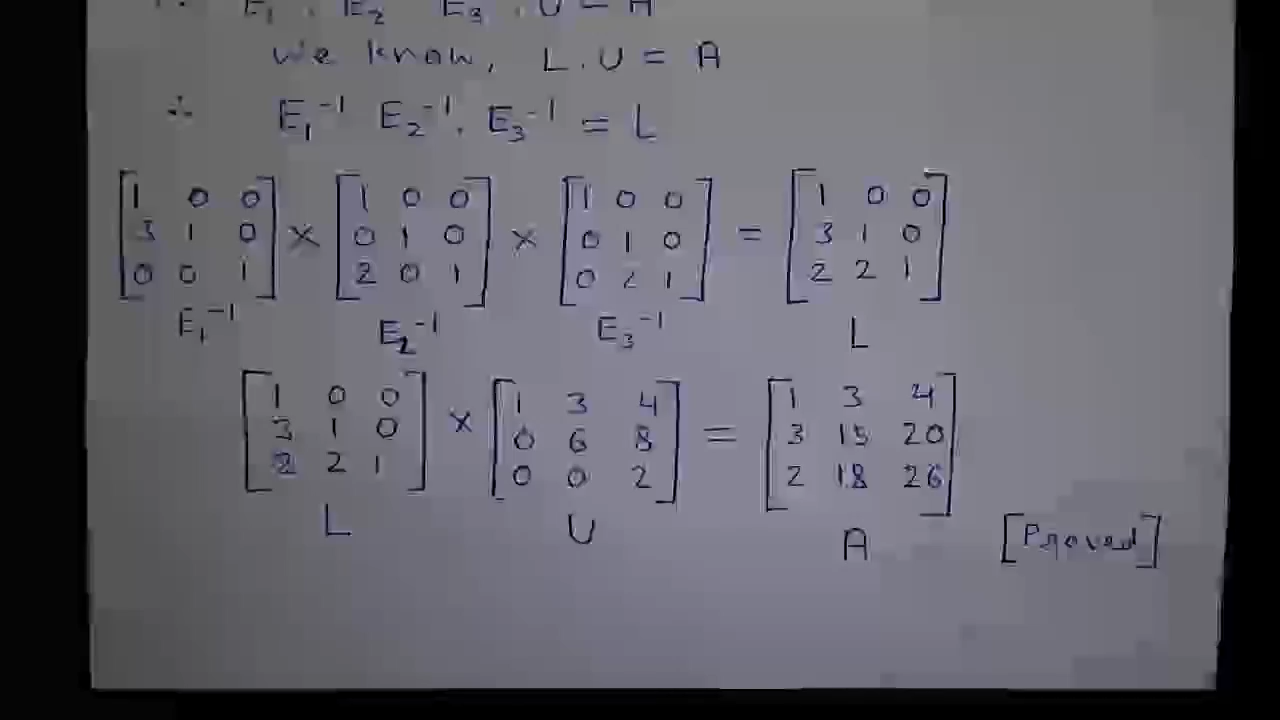 E₁ . E₂ E₃ . U = A
We know, L . U = A
∴ E₁⁻¹ E₂⁻¹ . E₃⁻¹ = L
[1 0 0] [1 0 0] [1 0 0] [1 0 0]
[3 1 0] × [0 1 0] × [0 1 0] = [3 1 0]
[0 0 1] [2 0 1] [0 2 1] [2 2 1]
E₁⁻¹ E₂⁻¹ E₃⁻¹ L
[1 0 0] [1 3 4] [1 3 4]
[3 1 0] × [0 6 8] = [3 15 20]
[2 2 1] [0 0 2] [2 18 26]
L U A [Proved]